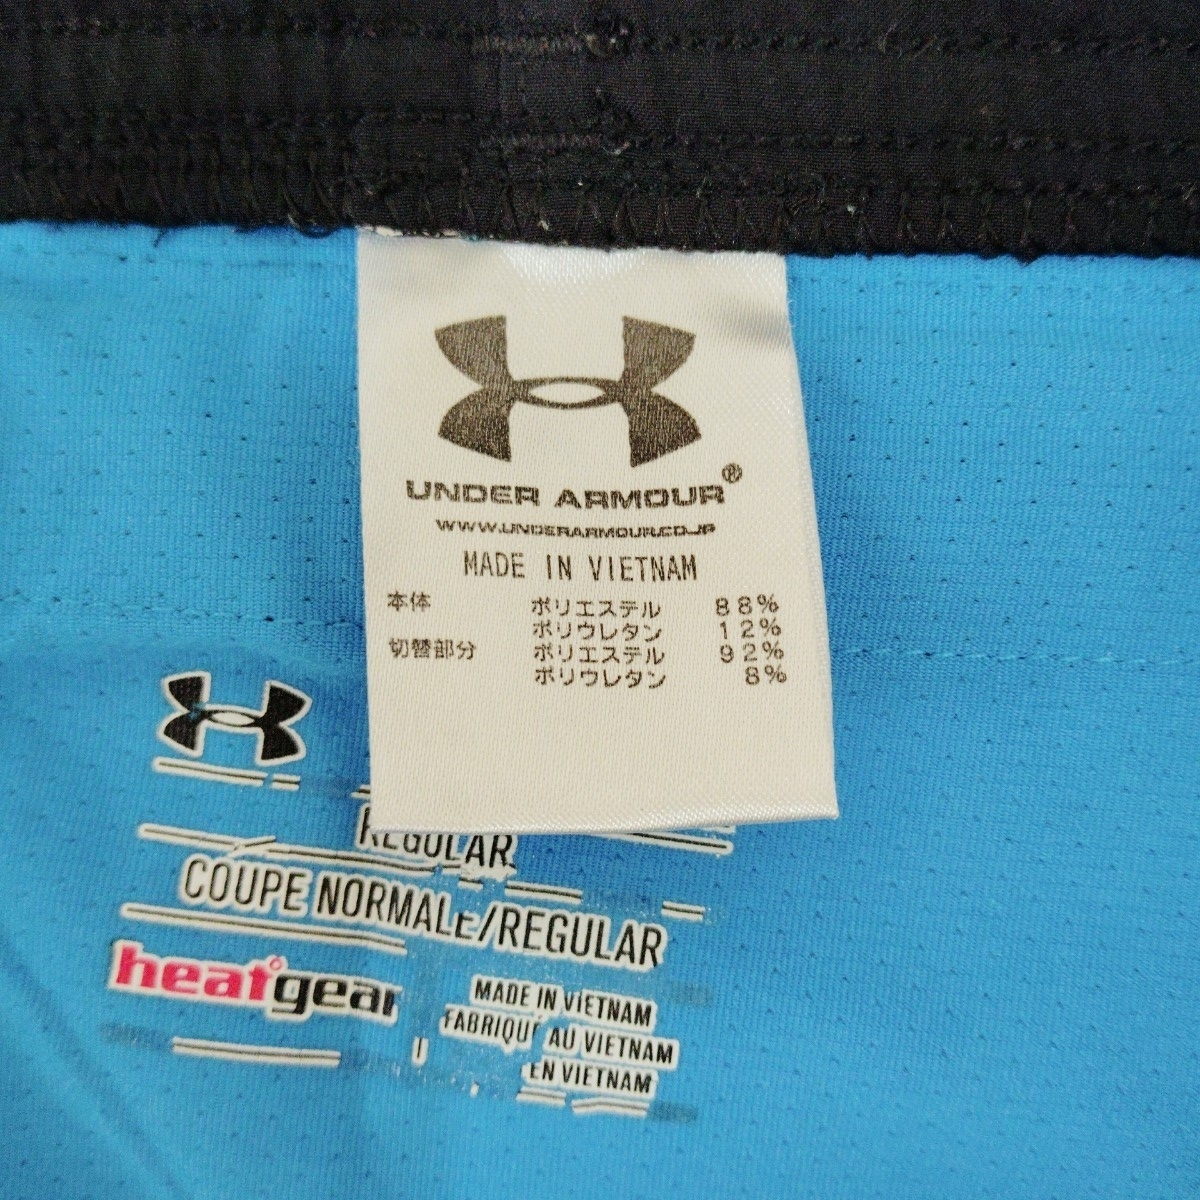 UNDER ARMOUR®
WWW.UNDERARMOUR.CO.JP
MADE IN VIETNAM
本体 ポリエステル 88%
ポリウレタン 12%
切替部分 ポリエステル 92%
ポリウレタン 8%
REGULAR
COUPE NORMALE/REGULAR
heatgear
MADE IN VIETNAM
FABRIQUÉ AU VIETNAM
EN VIETNAM